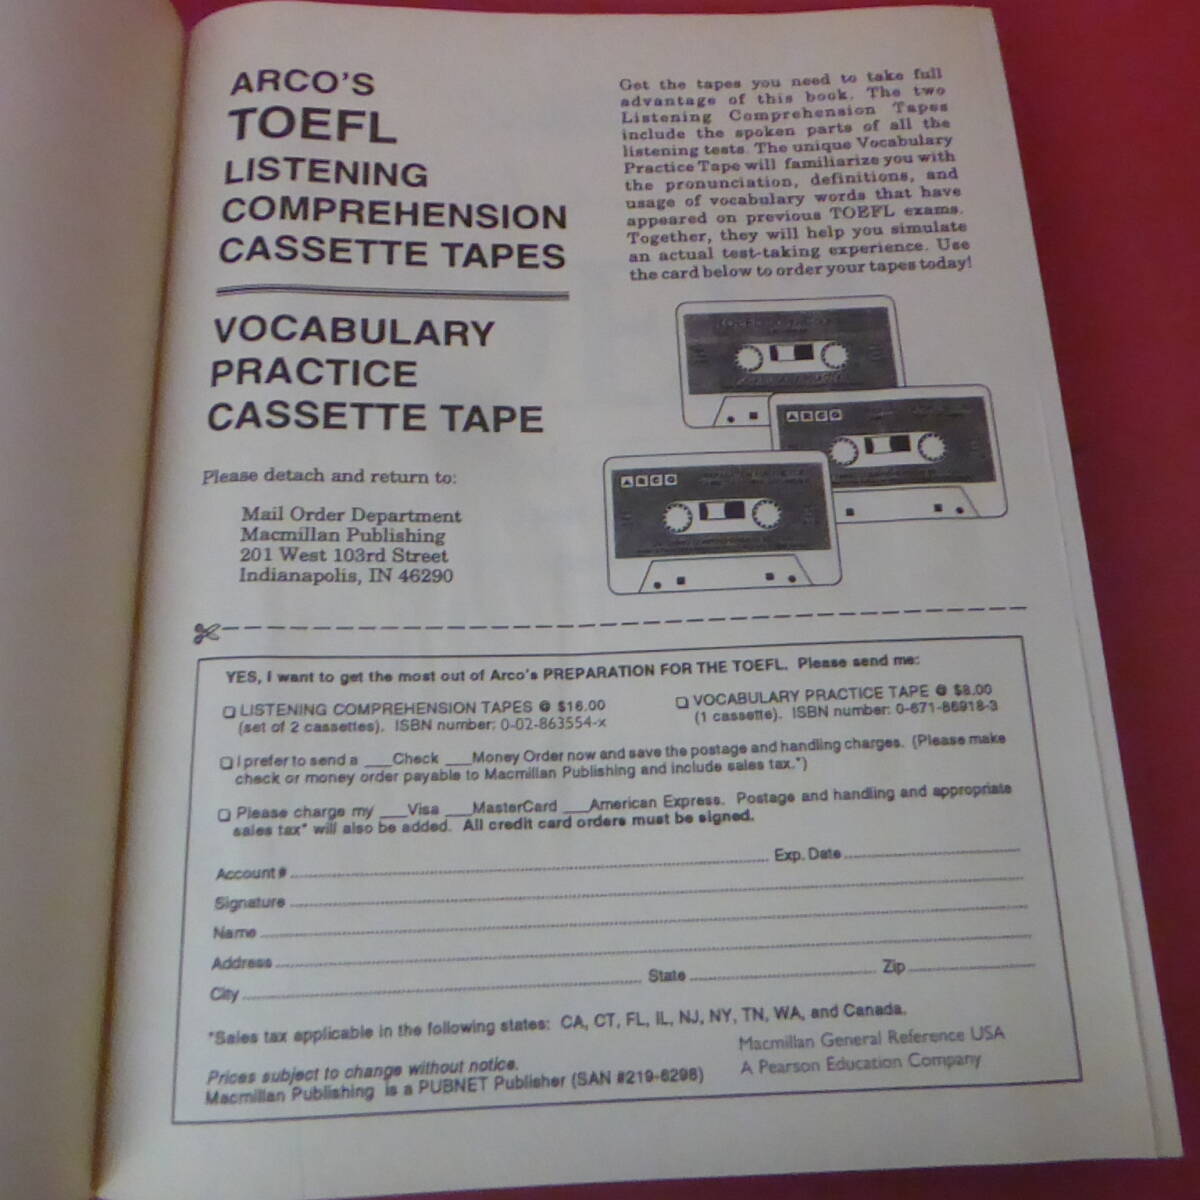 ARCO'S
TOEFL
LISTENING
COMPREHENSION
CASSETTE TAPES
VOCABULARY
PRACTICE
CASSETTE TAPE
Please detach and return to:
Mail Order Department
Macmillan Publishing
201 West 103rd Street
Indianapolis, IN 46290
Get the tapes you need to take full
advantage of this book. The two
Listening Comprehension Tapes
include the spoken parts of all the
listening tests. The unique Vocabulary
Practice Tape will familiarize you with
the pronunciation, definitions, and
usage of vocabulary words that have
appeared on previous TOEFL exams.
Together, they will help you simulate
an actual test-taking experience. Use
the card below to order your tapes today!
ARCO
ARCO
YES, I want to get the most out of Arco's PREPARATION FOR THE TOEFL. Please send me:
❑ LISTENING COMPREHENSION TAPES @ $16.00
(set of 2 cassettes). ISBN number: 0-02-863554-x
❑ VOCABULARY PRACTICE TAPE @ $8.00
(1 cassette). ISBN number: 0-671-86918-3
❑ I prefer to send a ___Check ___Money Order now and save the postage and handling charges. (Please make
check or money order payable to Macmillan Publishing and include sales tax.*)
❑ Please charge my ___Visa ___MasterCard ___American Express. Postage and handling and appropriate
sales tax* will also be added. All credit card orders must be signed.
Account # Exp. Date
Signature
Name
Address
City State Zip
*Sales tax applicable in the following states: CA, CT, FL, IL, NJ, NY, TN, WA, and Canada.
Prices subject to change without notice.
Macmillan Publishing is a PUBNET Publisher (SAN #219-6298)
Macmillan General Reference USA
A Pearson Education Company